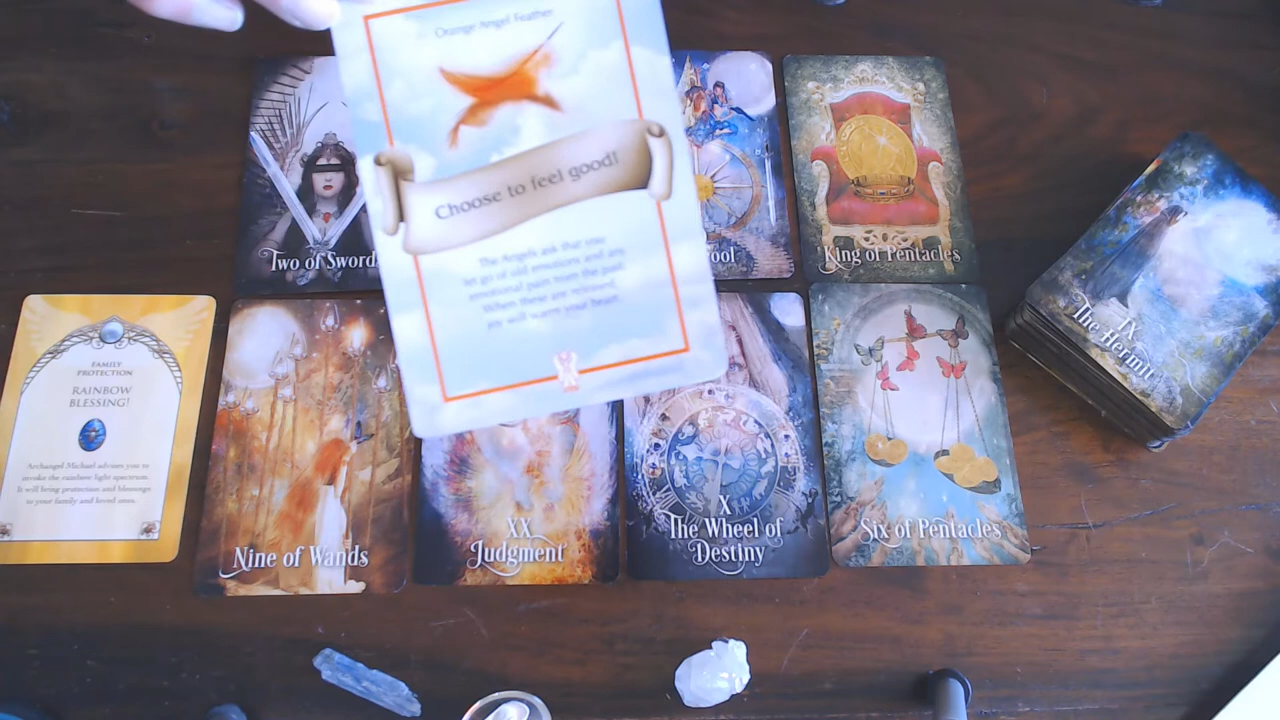 Orange Angel Feather
Choose to feel good!
The Angels ask that you
let go of old emotions and any
emotional pain from the past.
When these are released,
joy will warm your heart.
Two of Sword
ool
King of Pentacles
IX
The Hermit
FAMILY
PROTECTION
RAINBOW
BLESSING!
Archangel Michael advises you to
invoke the rainbow light spectrum.
It will bring protection and blessings
to your family and loved ones.
Nine of Wands
XX
Judgment
X
The Wheel of
Destiny
Six of Pentacles